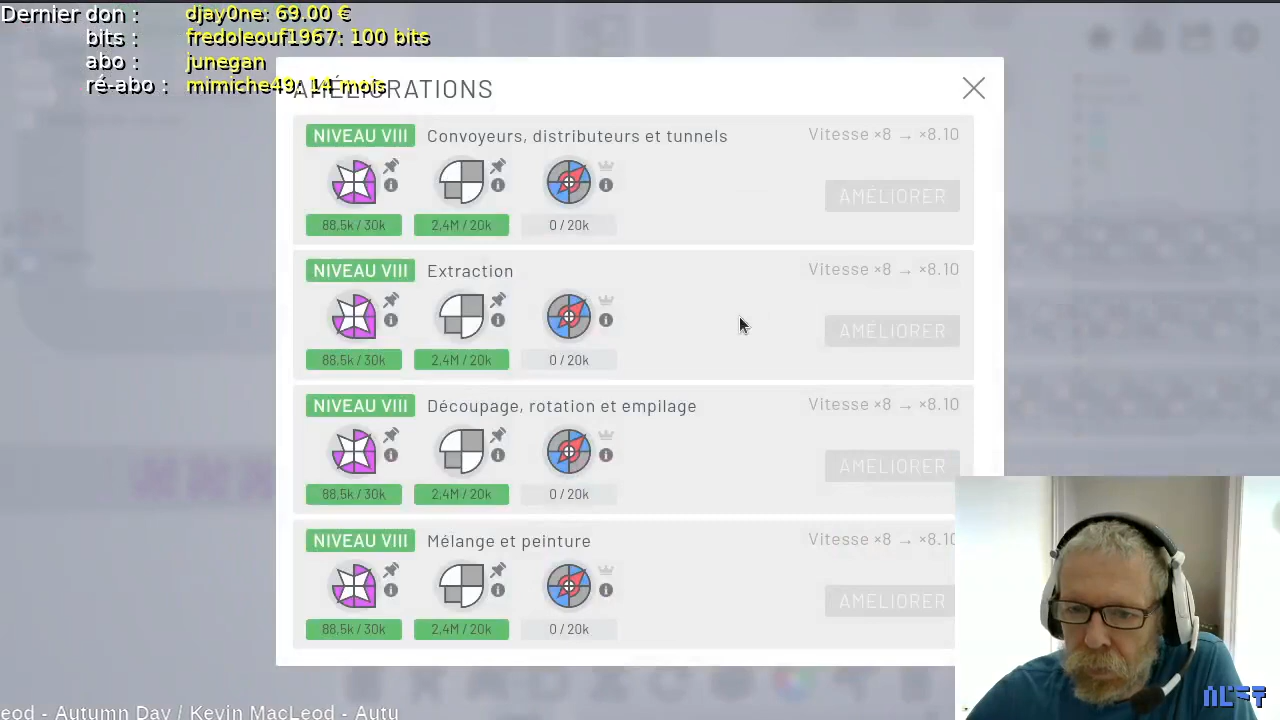 Dernier don : djay0ne: 69.00 €
bits : fredoleouf1967: 100 bits
abo : junegan
ré-abo : mimiche49: 14 mois
AMÉLIORATIONS
NIVEAU VIII Convoyeurs, distributeurs et tunnels Vitesse ×8 → ×8.10
88,5k / 30k 2,4M / 20k 0 / 20k AMÉLIORER
NIVEAU VIII Extraction Vitesse ×8 → ×8.10
88,5k / 30k 2,4M / 20k 0 / 20k AMÉLIORER
NIVEAU VIII Découpage, rotation et empilage Vitesse ×8 → ×8.10
88,5k / 30k 2,4M / 20k 0 / 20k AMÉLIORER
NIVEAU VIII Mélange et peinture Vitesse ×8 → ×8.10
88,5k / 30k 2,4M / 20k 0 / 20k AMÉLIORER
eod - Autumn Day / Kevin MacLeod - Autu